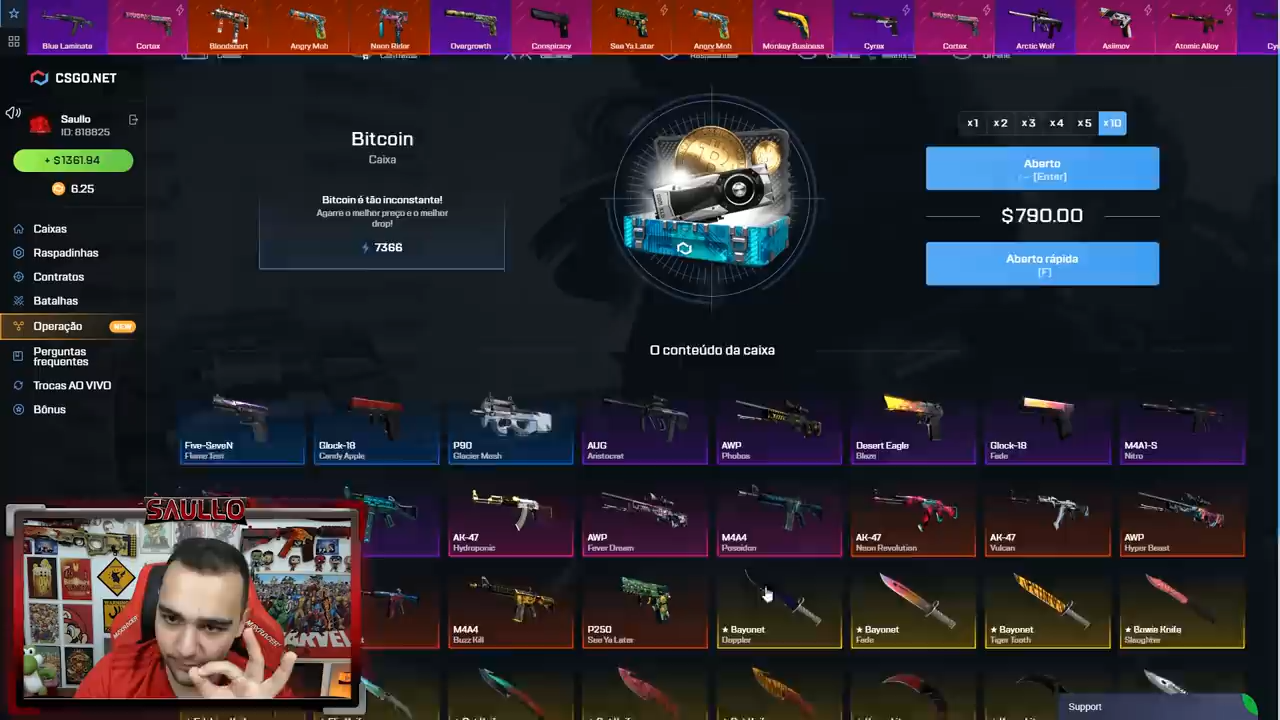 Blue Laminate
Cortex
Bloodsport
Angry Mob
Neon Rider
Overgrowth
Conspiracy
See Ya Later
Angry Mob
Monkey Business
Cyrex
Cortex
Arctic Wolf
Asiimov
Atomic Alloy
CSGO.NET
Saullo
ID: 818825
+ $1361.94
6.25
Caixas
Raspadinhas
Contratos
Batalhas
Operação
NEW
Perguntas
frequentes
Trocas AO VIVO
Bônus
Bitcoin
Caixa
Bitcoin é tão inconstante!
Agarre o melhor preço e o melhor
drop!
7366
x1 x2 x3 x4 x5 x10
Aberto
[Enter]
$790.00
Aberto rápida
[F]
O conteúdo da caixa
Five-SeveN
Flame Test
Glock-18
Candy Apple
P90
Glacier Mesh
AUG
Aristocrat
AWP
Phobos
Desert Eagle
Blaze
Glock-18
Fade
M4A1-S
Nitro
AK-47
Hydroponic
AWP
Fever Dream
M4A4
Poseidon
AK-47
Neon Revolution
AK-47
Vulcan
AWP
Hyper Beast
M4A4
Buzz Kill
P250
See Ya Later
★ Bayonet
Doppler
★ Bayonet
Fade
★ Bayonet
Tiger Tooth
★ Bowie Knife
Slaughter
SAULLO
MARVEL
Support